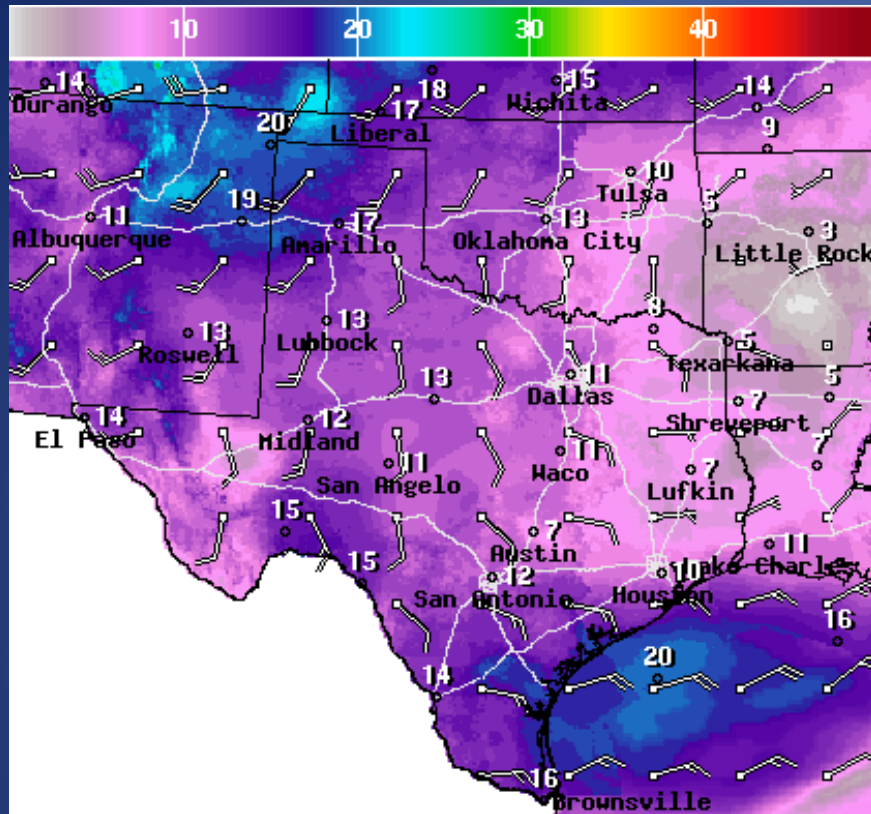 10 20 30 40
14 18 15 14
Durango 17 Wichita
20 Liberal 9
10
Tulsa
11 19 17 13 5 3
Albuquerque Amarillo Oklahoma City Little Rock
13 13 8 5
Roswell Lubbock Texarkana
11
Dallas
14 12 13 7 5
El Paso Midland Shreveport
11 11 7 7
San Angelo Waco Lufkin
15 7 11
Austin Lake Charles
15 12 10
San Antonio Houston
14 20 16
16
Brownsville